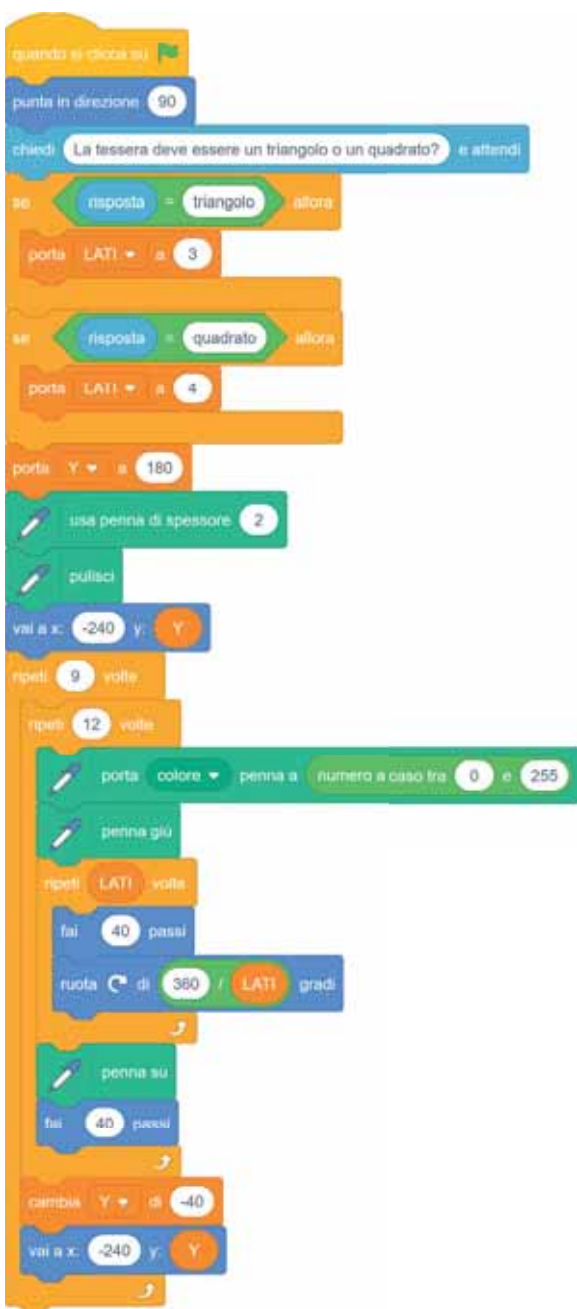 quando si clicca su
punta in direzione 90
chiedi La tessera deve essere un triangolo o un quadrato? e attendi
se risposta = triangolo allora
porta LATI a 3
se risposta = quadrato allora
porta LATI a 4
porta Y a 180
usa penna di spessore 2
pulisci
vai a x: -240 y: Y
ripeti 9 volte
ripeti 12 volte
porta colore penna a numero a caso tra 0 e 255
penna giù
ripeti LATI volte
fai 40 passi
ruota di 360 / LATI gradi
penna su
fai 40 passi
cambia Y di -40
vai a x: -240 y: Y